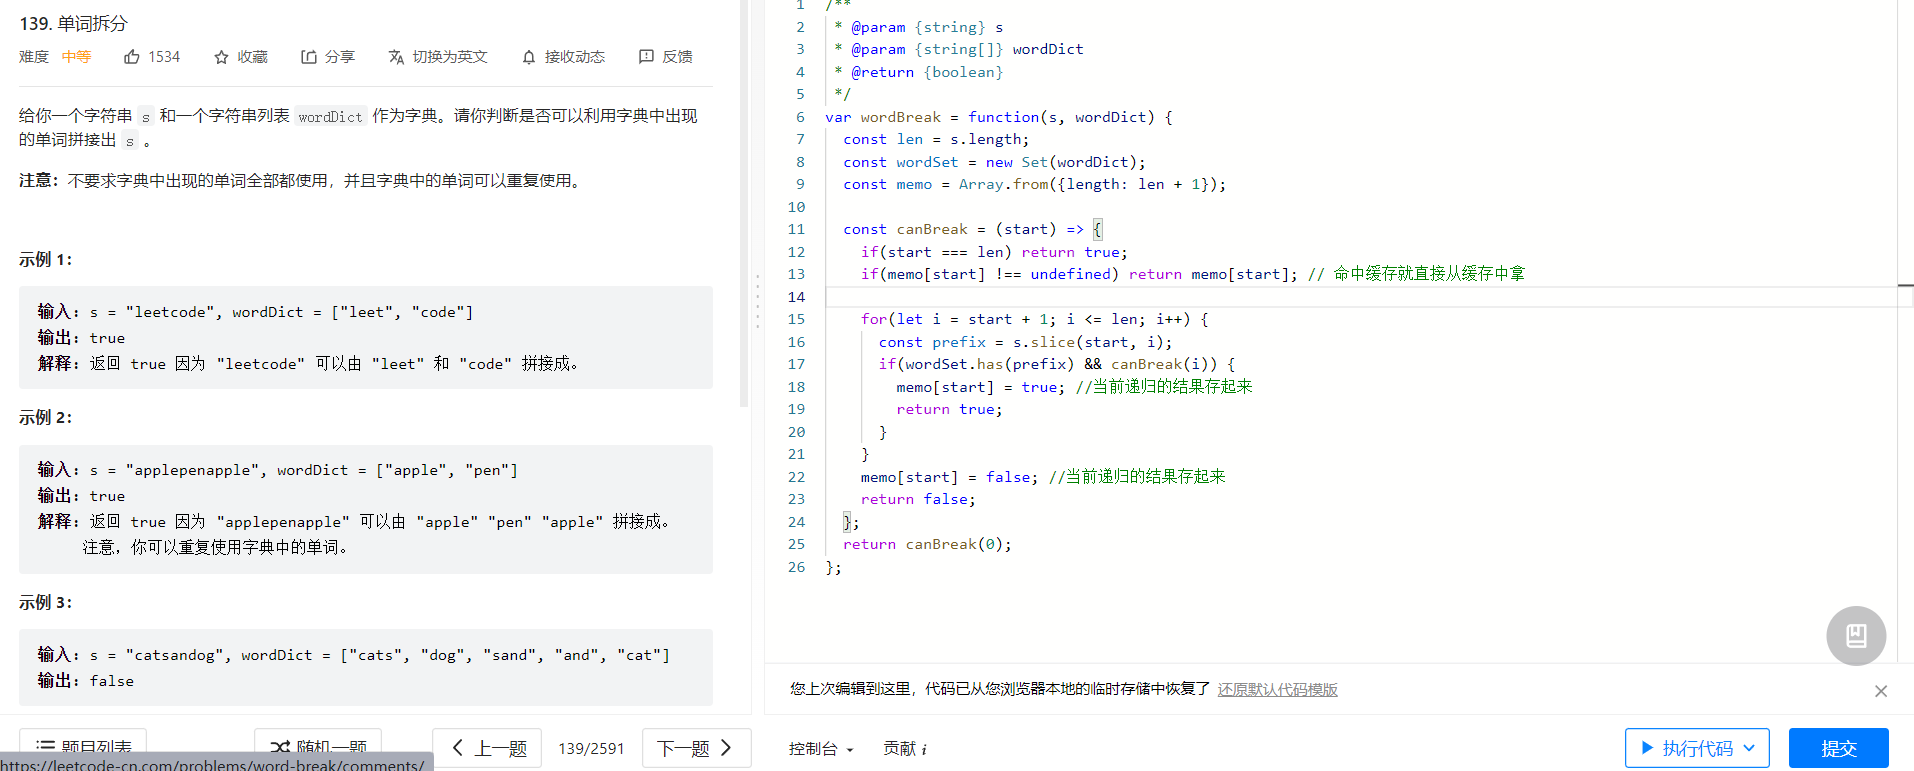 139. 单词拆分
难度 中等 1534 收藏 分享 切换为英文 接收动态 反馈
给你一个字符串 s 和一个字符串列表 wordDict 作为字典。请你判断是否可以利用字典中出现
的单词拼接出 s 。
注意：不要求字典中出现的单词全部都使用，并且字典中的单词可以重复使用。
示例 1：
输入: s = "leetcode", wordDict = ["leet", "code"]
输出: true
解释: 返回 true 因为 "leetcode" 可以由 "leet" 和 "code" 拼接成。
示例 2：
输入: s = "applepenapple", wordDict = ["apple", "pen"]
输出: true
解释: 返回 true 因为 "applepenapple" 可以由 "apple" "pen" "apple" 拼接成。
注意，你可以重复使用字典中的单词。
示例 3：
输入: s = "catsandog", wordDict = ["cats", "dog", "sand", "and", "cat"]
输出: false
题目列表 随机一题 上一题 139/2591 下一题
https://leetcode-cn.com/problems/word-break/comments/
1 /**
2 * @param {string} s
3 * @param {string[]} wordDict
4 * @return {boolean}
5 */
6 var wordBreak = function(s, wordDict) {
7 const len = s.length;
8 const wordSet = new Set(wordDict);
9 const memo = Array.from({length: len + 1});
10
11 const canBreak = (start) => {
12 if(start === len) return true;
13 if(memo[start] !== undefined) return memo[start]; // 命中缓存就直接从缓存中拿
14
15 for(let i = start + 1; i <= len; i++) {
16 const prefix = s.slice(start, i);
17 if(wordSet.has(prefix) && canBreak(i)) {
18 memo[start] = true; //当前递归的结果存起来
19 return true;
20 }
21 }
22 memo[start] = false; //当前递归的结果存起来
23 return false;
24 };
25 return canBreak(0);
26 };
您上次编辑到这里，代码已从您浏览器本地的临时存储中恢复了 还原默认代码模版
控制台 贡献 i 执行代码 提交